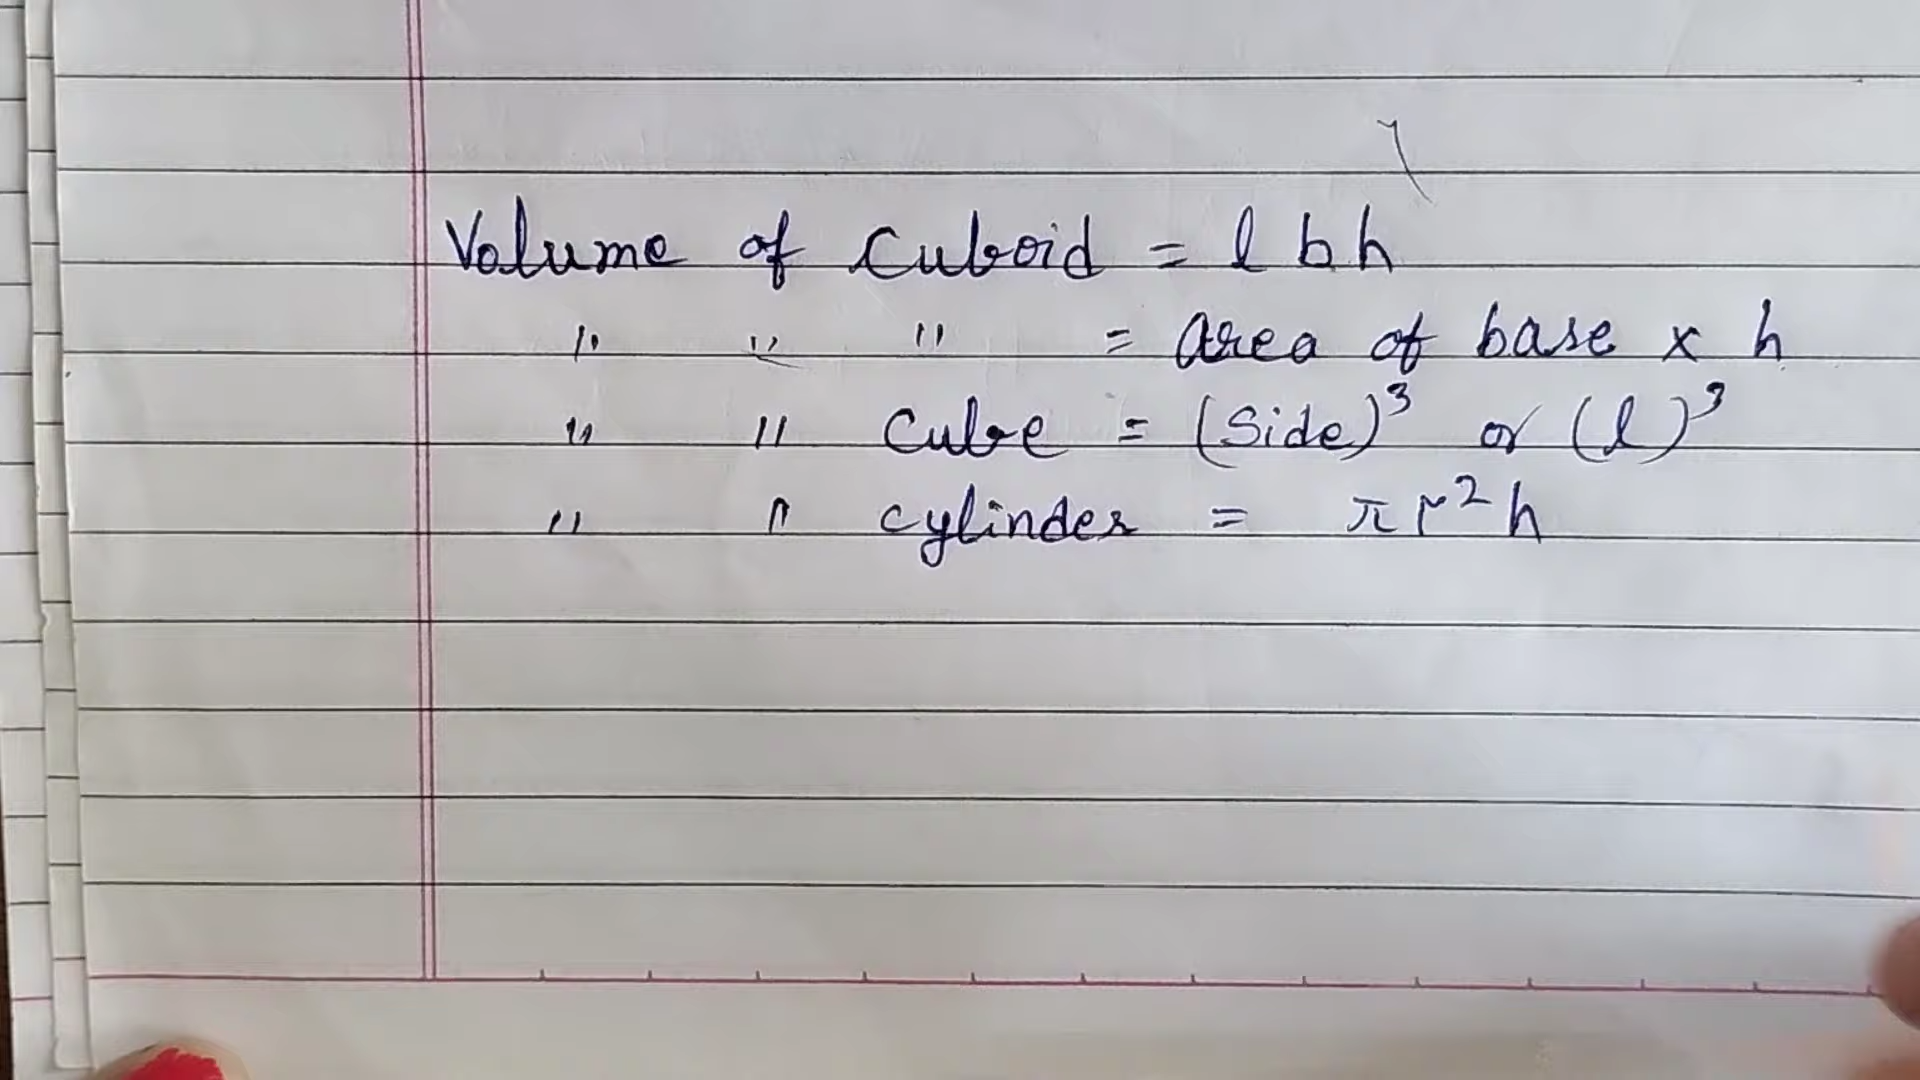 Volume of Cuboid = l b h
" " " = area of base x h
" " Cube = (Side)³ or (l)³
" " cylinder = πr²h